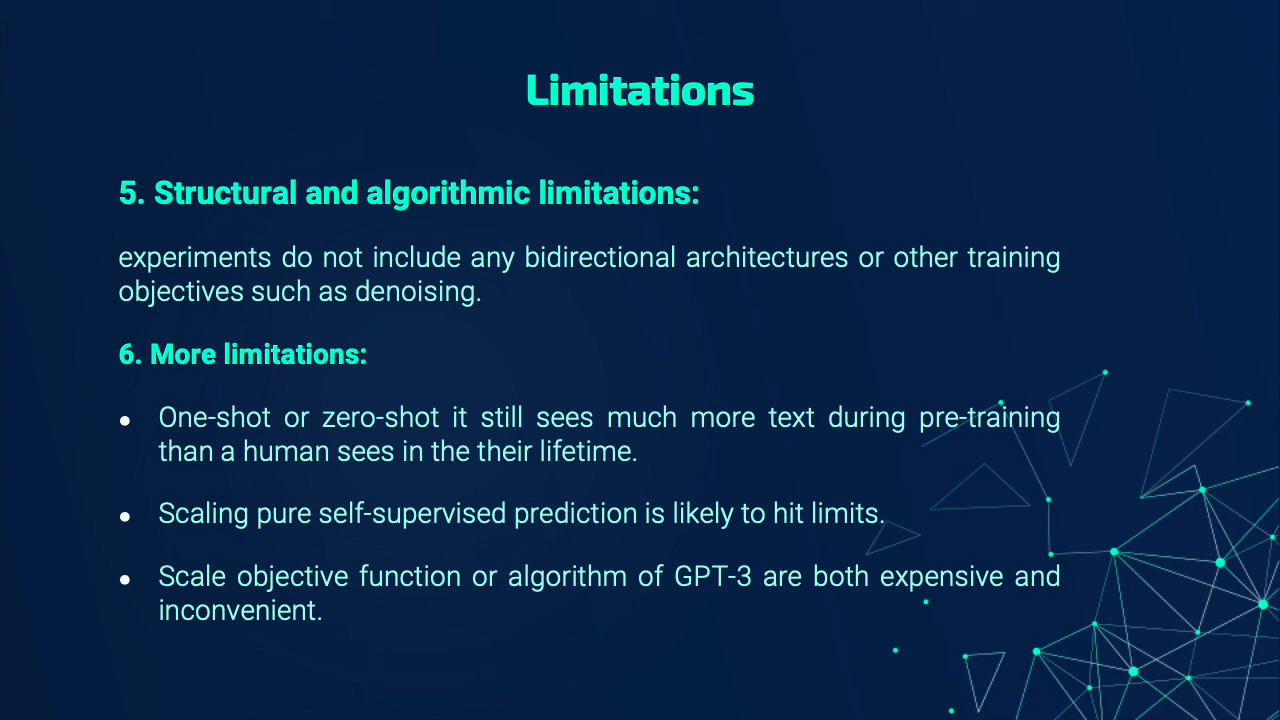 Limitations
5. Structural and algorithmic limitations:
experiments do not include any bidirectional architectures or other training
objectives such as denoising.
6. More limitations:
● One-shot or zero-shot it still sees much more text during pre-training
than a human sees in the their lifetime.
● Scaling pure self-supervised prediction is likely to hit limits.
● Scale objective function or algorithm of GPT-3 are both expensive and
inconvenient.